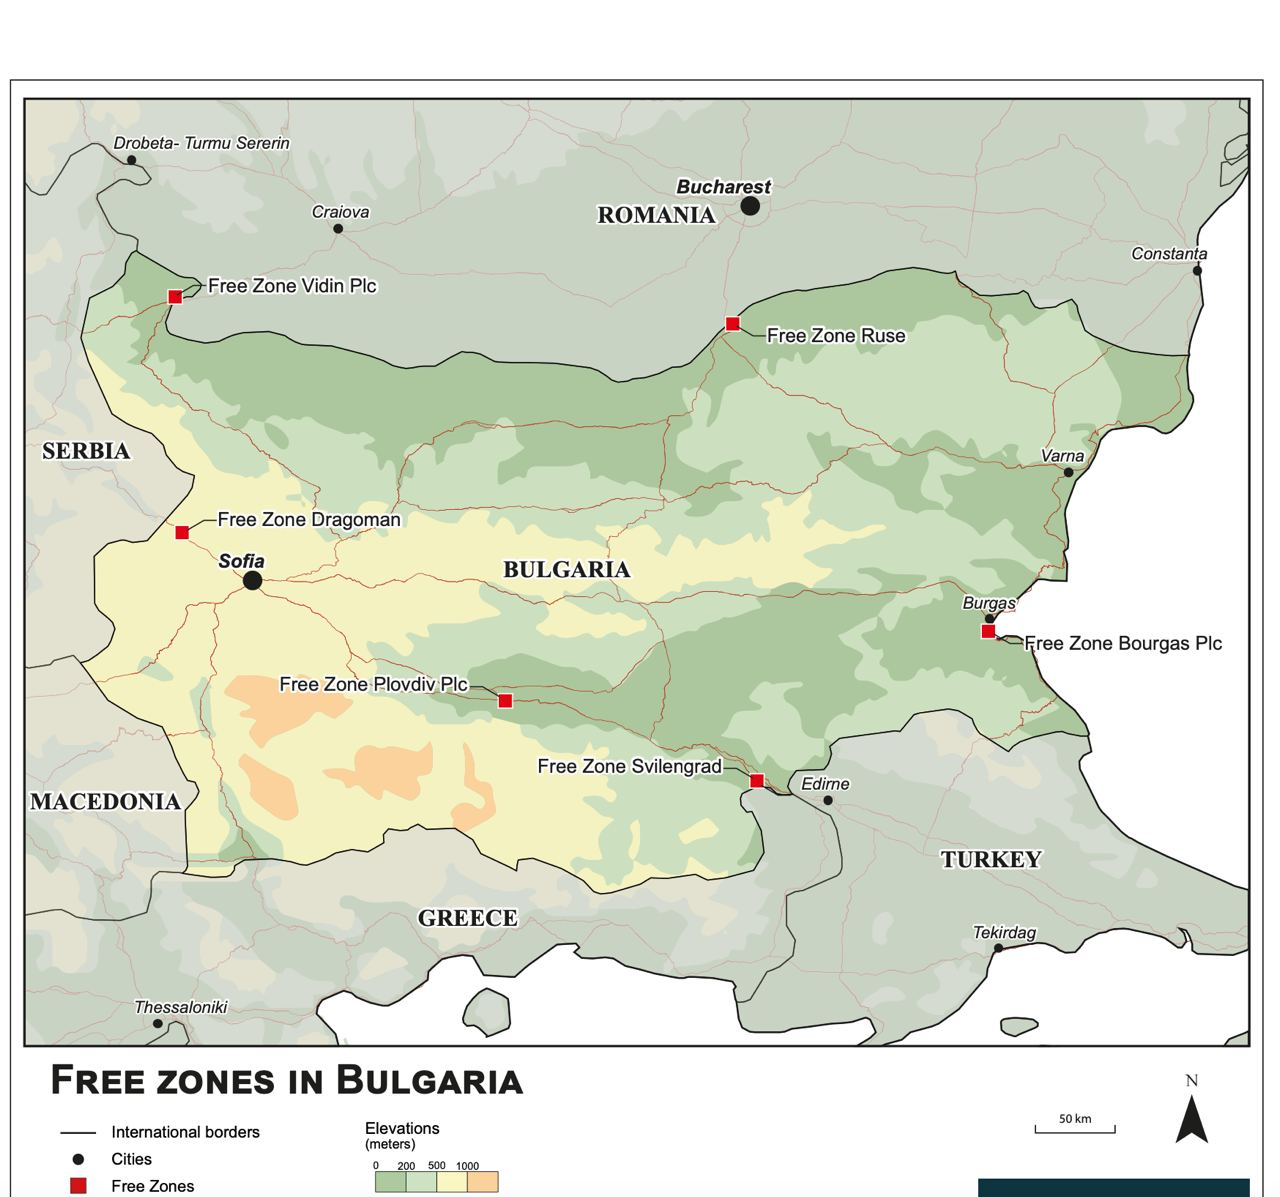 Drobeta- Turmu Sererin
Craiova
Bucharest
ROMANIA
Constanta
Free Zone Vidin Plc
Free Zone Ruse
SERBIA
Varna
Free Zone Dragoman
Sofia
BULGARIA
Burgas
Free Zone Bourgas Plc
Free Zone Plovdiv Plc
Free Zone Svilengrad
Edirne
MACEDONIA
TURKEY
GREECE
Tekirdag
Thessaloniki
FREE ZONES IN BULGARIA
N
International borders
Cities
Free Zones
Elevations
(meters)
0 200 500 1000
50 km